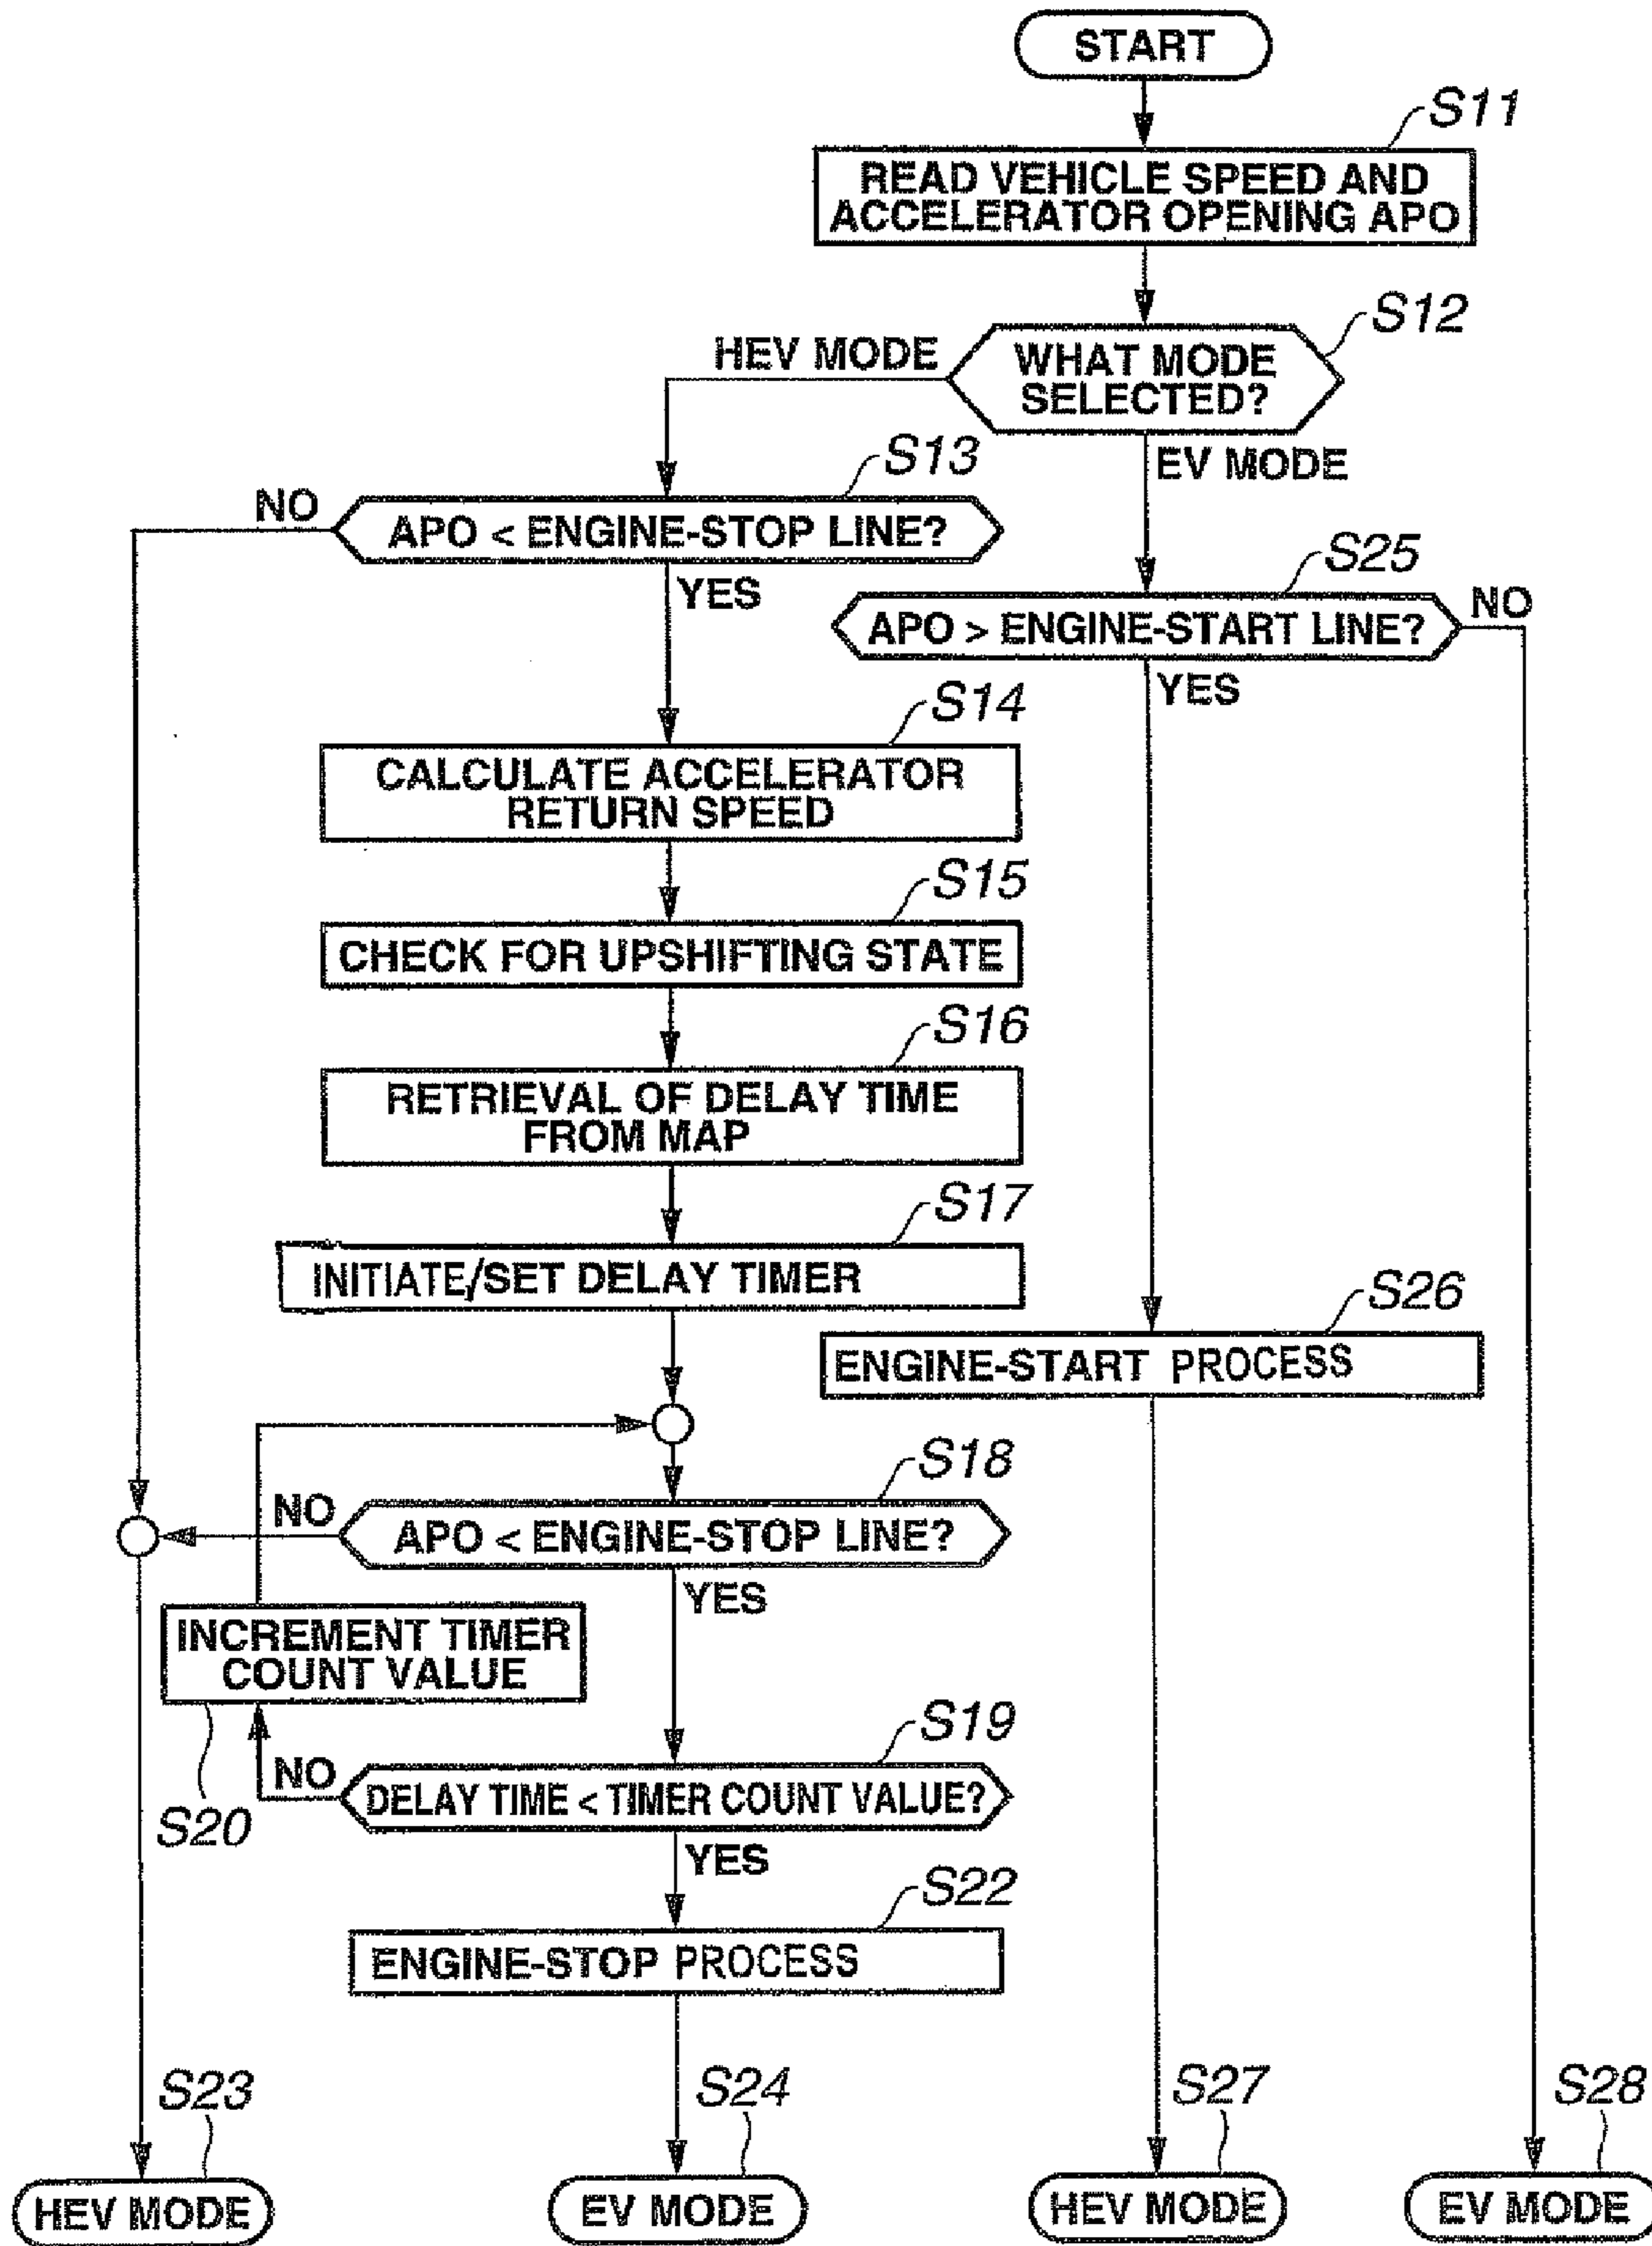 START
S11
READ VEHICLE SPEED AND
ACCELERATOR OPENING APO
S12
HEV MODE
WHAT MODE
SELECTED?
EV MODE
S13
NO
APO < ENGINE-STOP LINE?
YES
S25
APO > ENGINE-START LINE?
NO
YES
S14
CALCULATE ACCELERATOR
RETURN SPEED
S15
CHECK FOR UPSHIFTING STATE
S16
RETRIEVAL OF DELAY TIME
FROM MAP
S17
INITIATE/SET DELAY TIMER
S26
ENGINE-START PROCESS
S18
NO
APO < ENGINE-STOP LINE?
YES
INCREMENT TIMER
COUNT VALUE
S19
NO
DELAY TIME < TIMER COUNT VALUE?
S20
YES
S22
ENGINE-STOP PROCESS
S23
S24
S27
S28
HEV MODE
EV MODE
HEV MODE
EV MODE